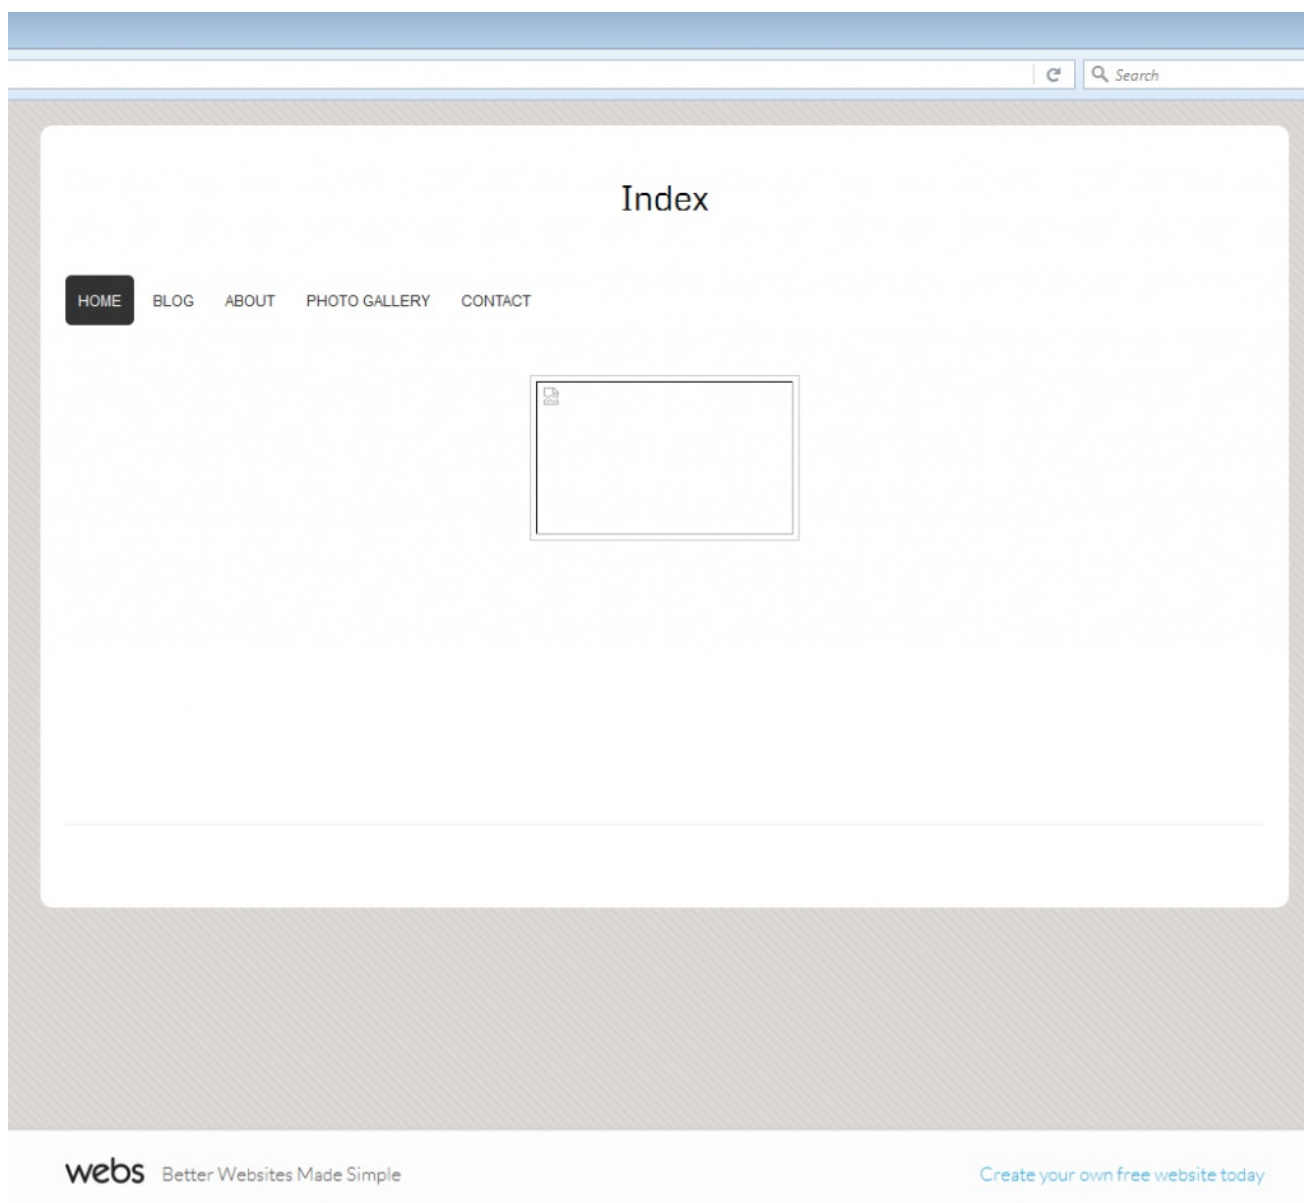 Search
Index
HOME BLOG ABOUT PHOTO GALLERY CONTACT
webs Better Websites Made Simple Create your own free website today